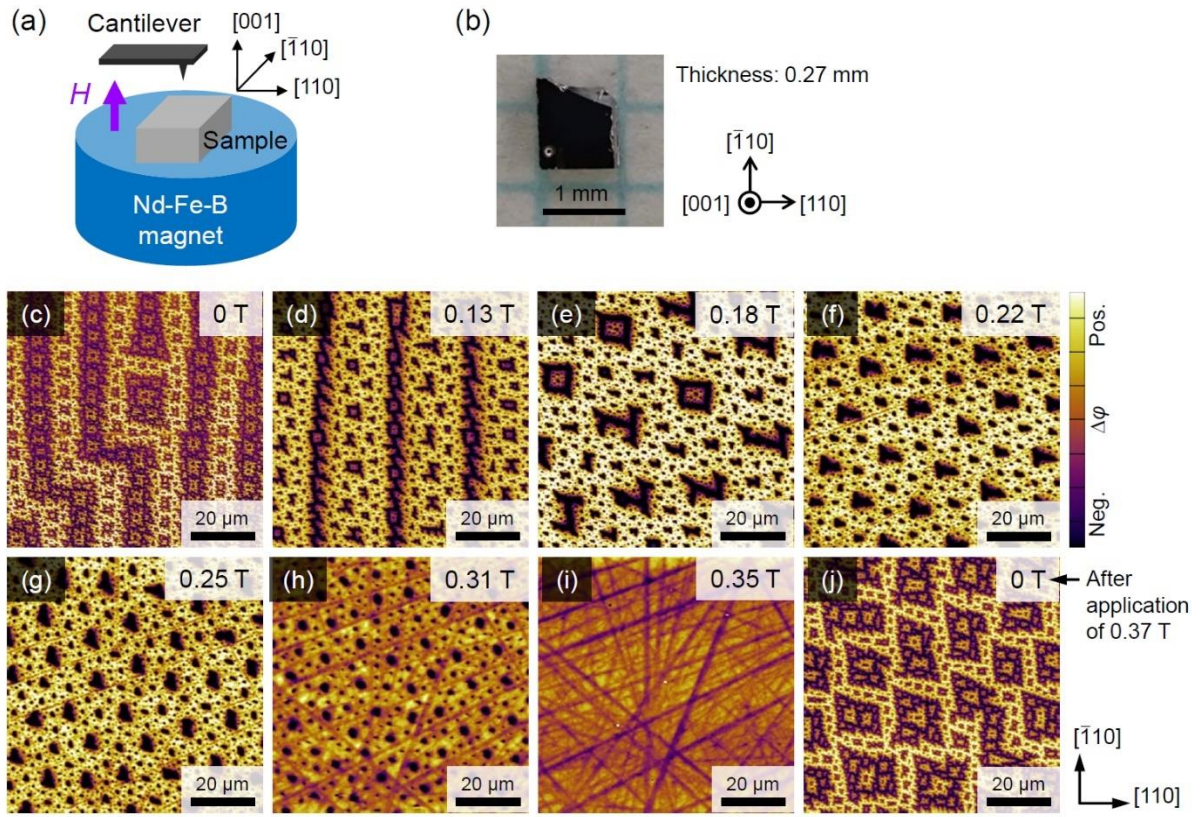 (a)
Cantilever
[001]
[1̄10]
[110]
H
Sample
Nd-Fe-B
magnet
(b)
Thickness: 0.27 mm
1 mm
[1̄10]
[001]
[110]
(c)
0 T
20 μm
(d)
0.13 T
20 μm
(e)
0.18 T
20 μm
(f)
0.22 T
20 μm
Pos.
Δφ
Neg.
(g)
0.25 T
20 μm
(h)
0.31 T
20 μm
(i)
0.35 T
20 μm
(j)
0 T
20 μm
After
application
of 0.37 T
[1̄10]
[110]